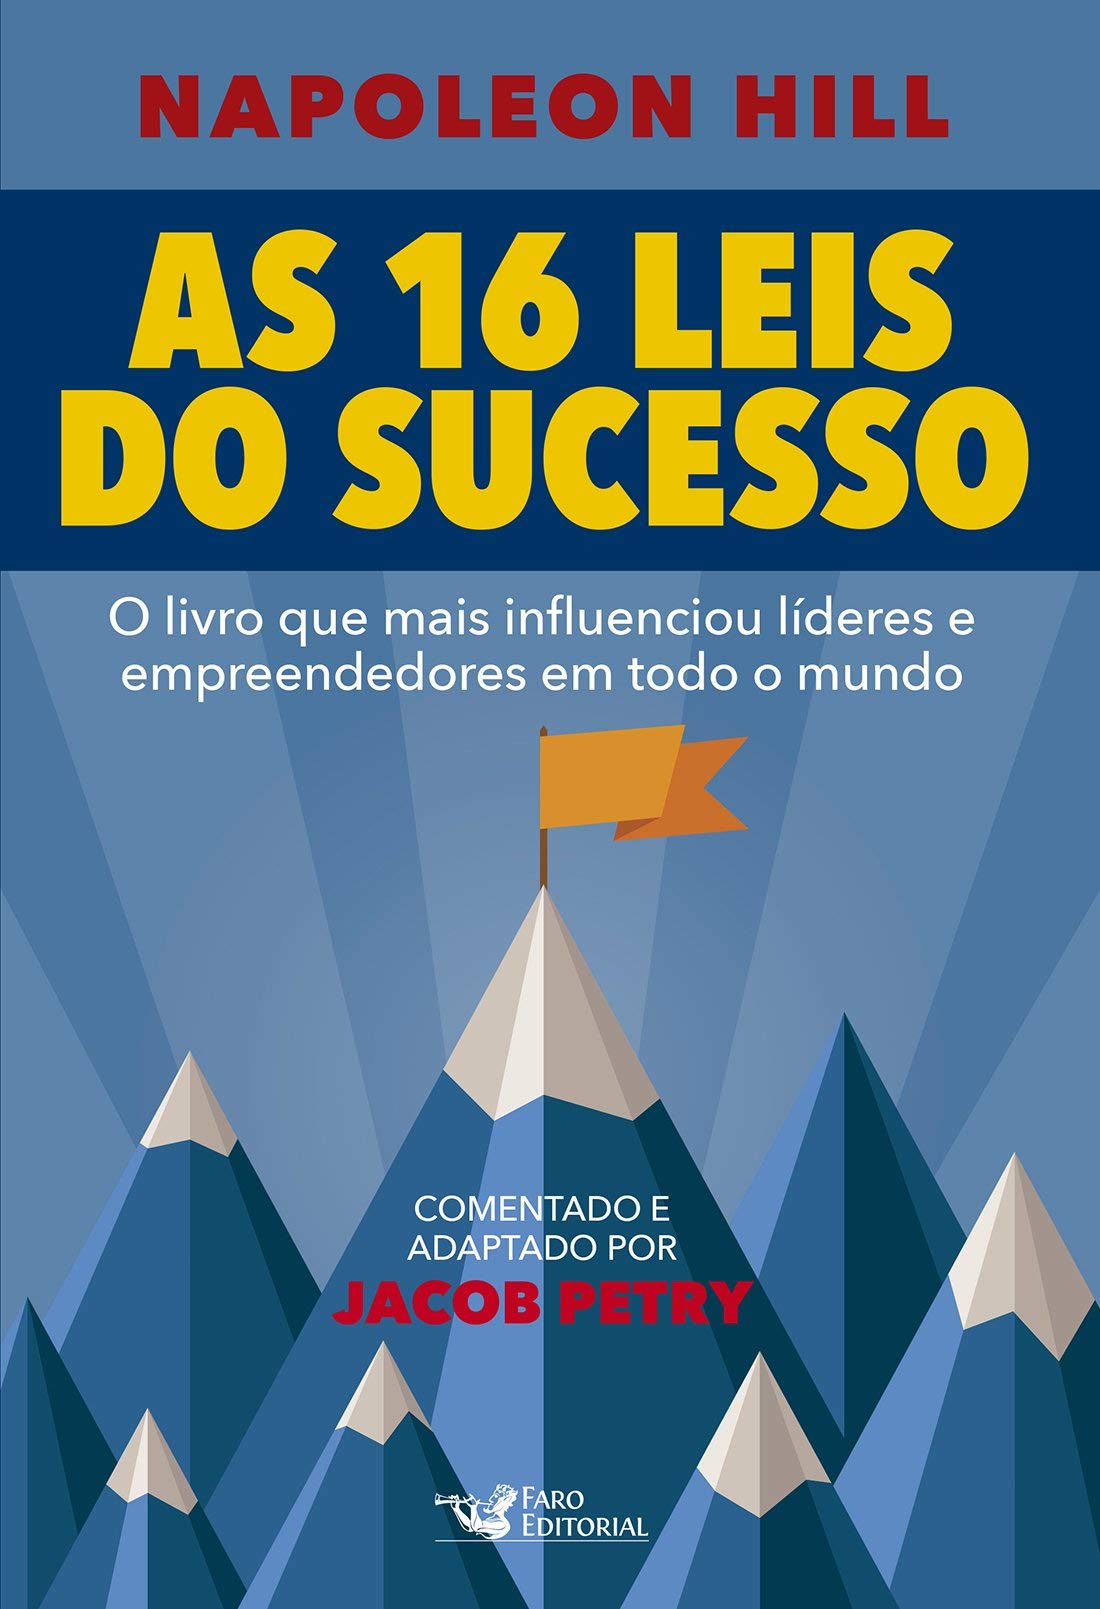 NAPOLEON HILL
AS 16 LEIS
DO SUCESSO
O livro que mais influenciou líderes e
empreendedores em todo o mundo
COMENTADO E
ADAPTADO POR
JACOB PETRY
FARO
EDITORIAL